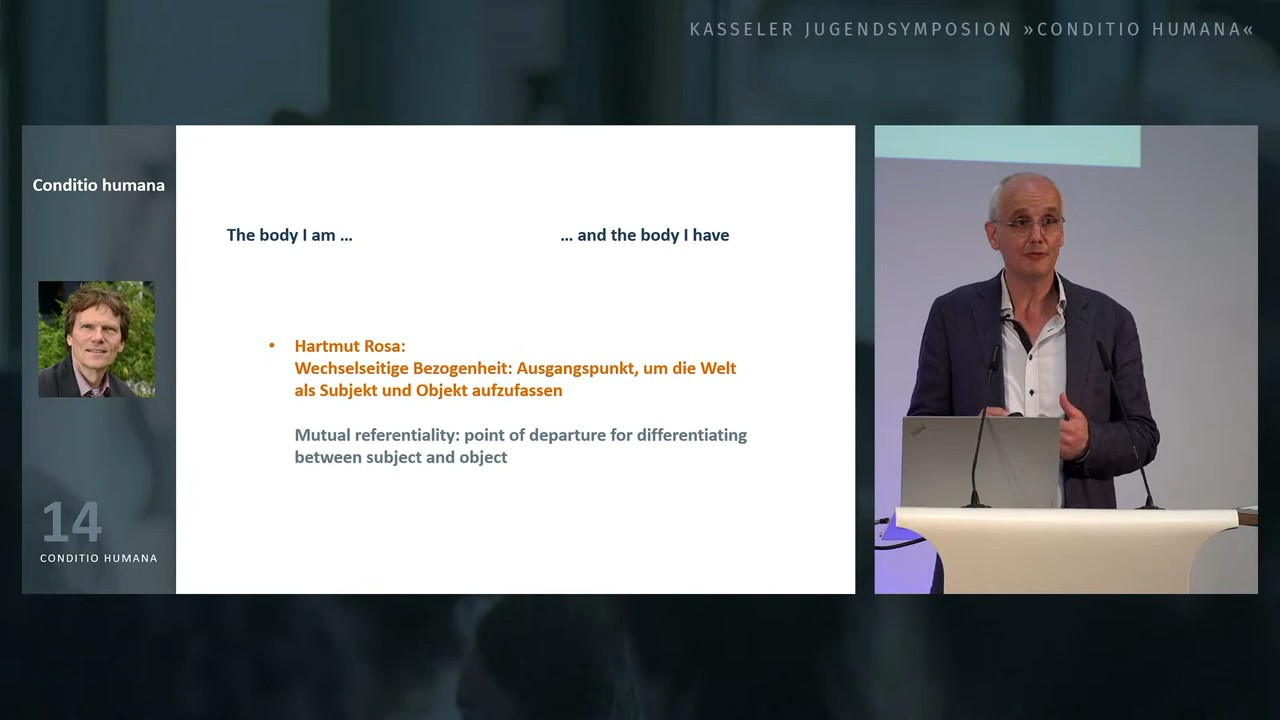 KASSELER JUGENDSYMPOSION »CONDITIO HUMANA«
Conditio humana
The body I am ...
... and the body I have
• Hartmut Rosa:
Wechselseitige Bezogenheit: Ausgangspunkt, um die Welt
als Subjekt und Objekt aufzufassen
Mutual referentiality: point of departure for differentiating
between subject and object
14
CONDITIO HUMANA
ThinkPad